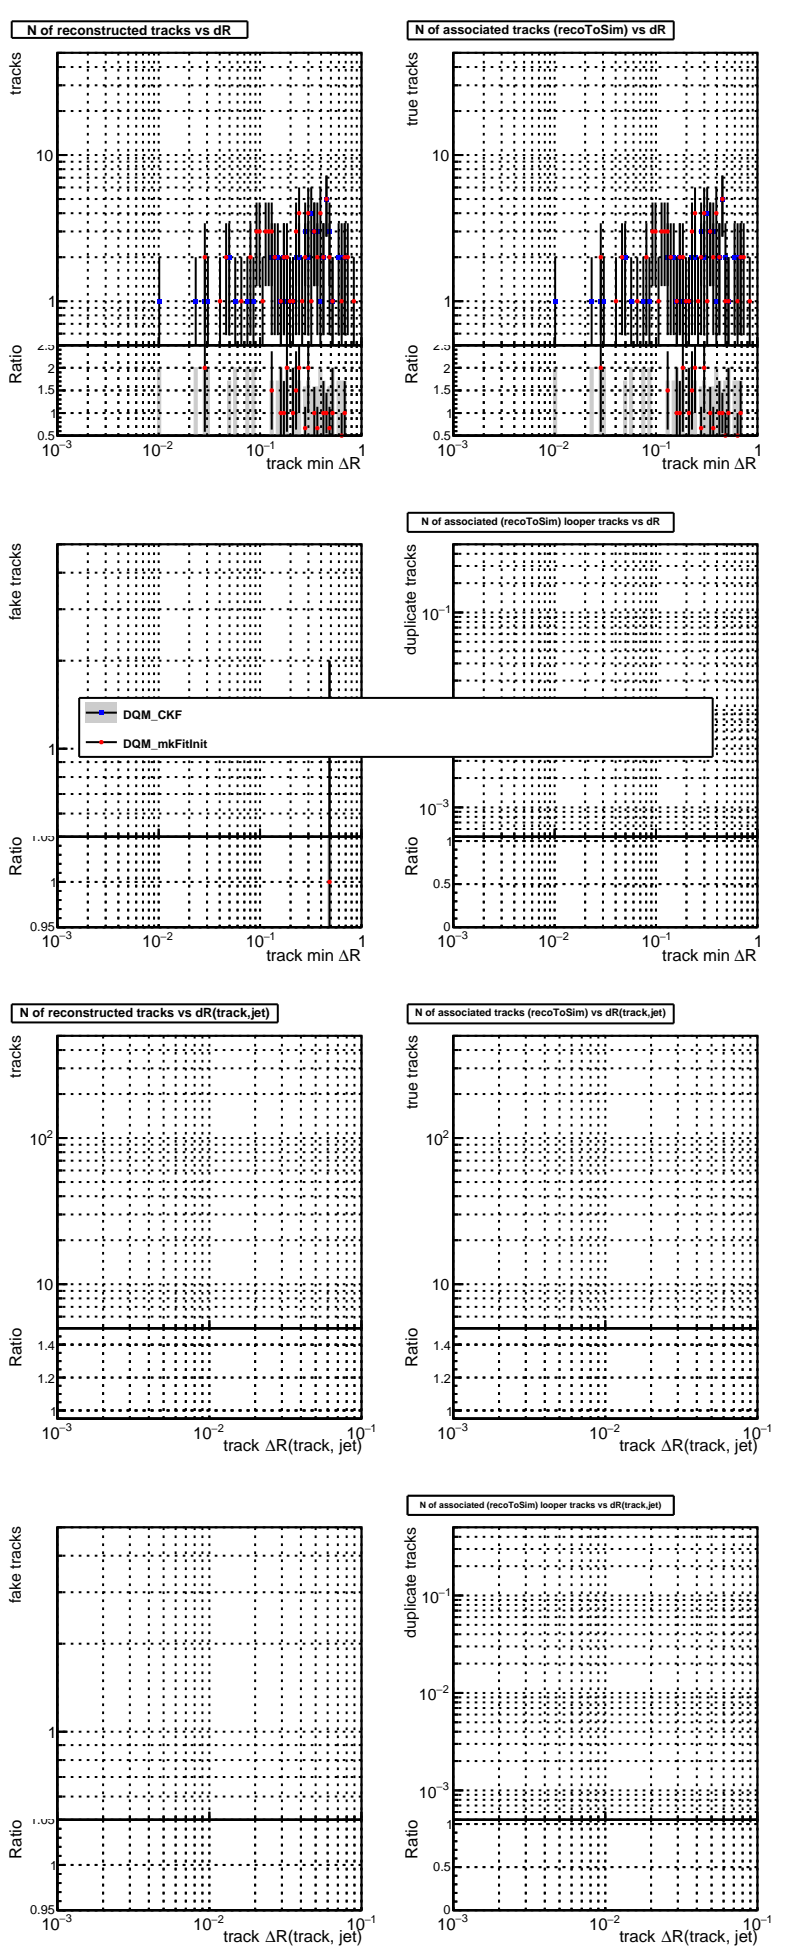 N of reconstructed tracks vs dR
N of associated tracks (recoToSim) vs dR
tracks
10
1
Ratio
2.5
2
1.5
1
0.5
10−3
10−2
10−1
1
track min ΔR
true tracks
10
1
Ratio
2.5
2
1.5
1
0.5
10−3
10−2
10−1
1
track min ΔR
N of associated (recoToSim) looper tracks vs dR
fake tracks
1
Ratio
1.05
1
0.95
10−3
10−2
10−1
1
track min ΔR
duplicate tracks
10−1
10−3
Ratio
1
0.5
0
10−3
10−2
10−1
1
track min ΔR
DQM_CKF
DQM_mkFitInit
N of reconstructed tracks vs dR(track,jet)
N of associated tracks (recoToSim) vs dR(track,jet)
tracks
102
10
Ratio
1.4
1.2
1
10−3
10−2
10−1
track ΔR(track, jet)
true tracks
102
10
Ratio
1.4
1.2
1
10−3
10−2
10−1
track ΔR(track, jet)
N of associated (recoToSim) looper tracks vs dR(track,jet)
fake tracks
1
Ratio
1.05
1
0.95
10−3
10−2
10−1
track ΔR(track, jet)
duplicate tracks
10−1
10−2
10−3
Ratio
1
0.5
0
10−3
10−2
10−1
track ΔR(track, jet)